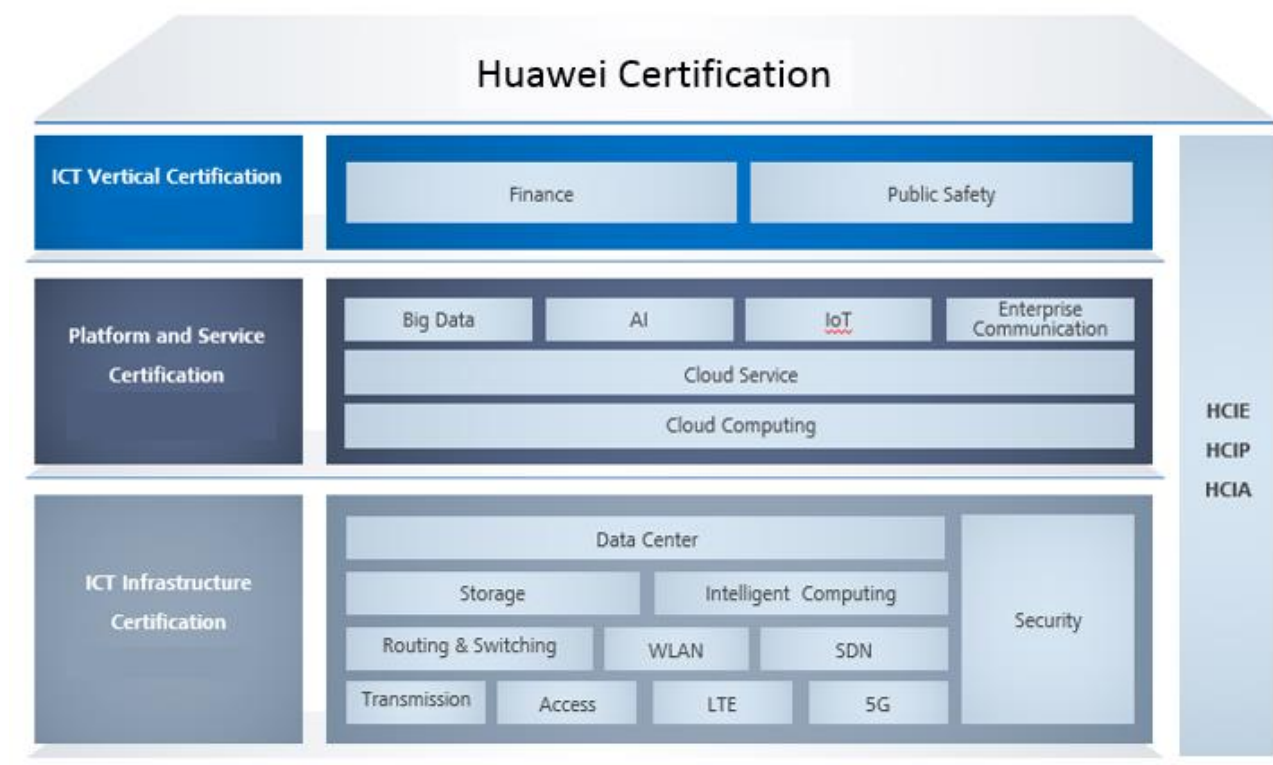 Huawei Certification
ICT Vertical Certification
Finance
Public Safety
Platform and Service
Certification
Big Data
AI
IoT
Enterprise
Communication
Cloud Service
Cloud Computing
ICT Infrastructure
Certification
Data Center
Storage
Intelligent Computing
Routing & Switching
WLAN
SDN
Transmission
Access
LTE
5G
Security
HCIE
HCIP
HCIA